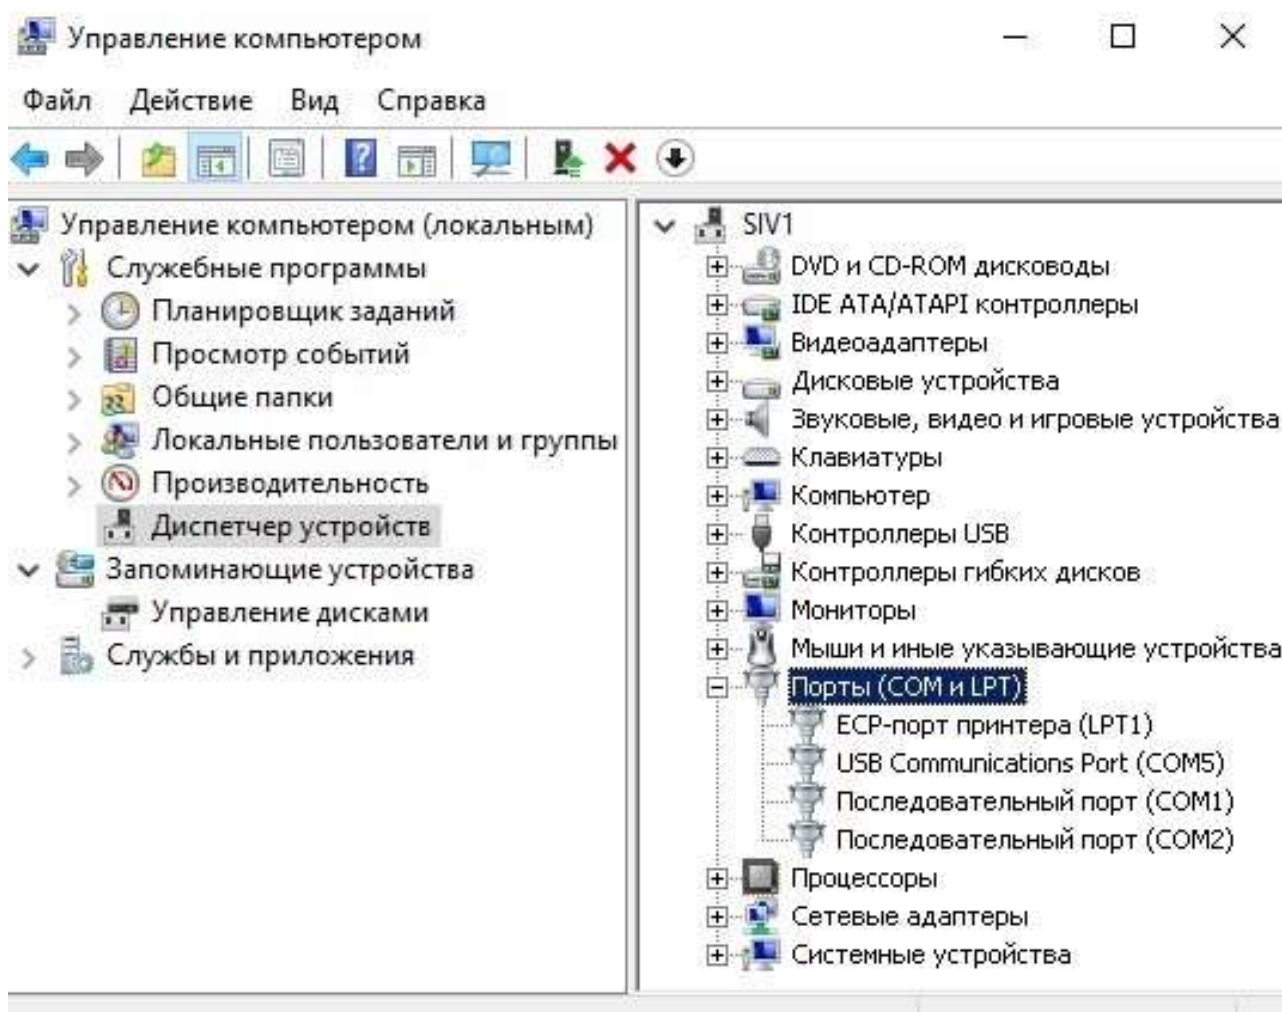 Управление компьютером
Файл Действие Вид Справка
Управление компьютером (локальным)
Служебные программы
Планировщик заданий
Просмотр событий
Общие папки
Локальные пользователи и группы
Производительность
Диспетчер устройств
Запоминающие устройства
Управление дисками
Службы и приложения
SIV1
DVD и CD-ROM дисководы
IDE ATA/ATAPI контроллеры
Видеоадаптеры
Дисковые устройства
Звуковые, видео и игровые устройства
Клавиатуры
Компьютер
Контроллеры USB
Контроллеры гибких дисков
Мониторы
Мыши и иные указывающие устройства
Порты (COM и LPT)
ECP-порт принтера (LPT1)
USB Communications Port (COM5)
Последовательный порт (COM1)
Последовательный порт (COM2)
Процессоры
Сетевые адаптеры
Системные устройства